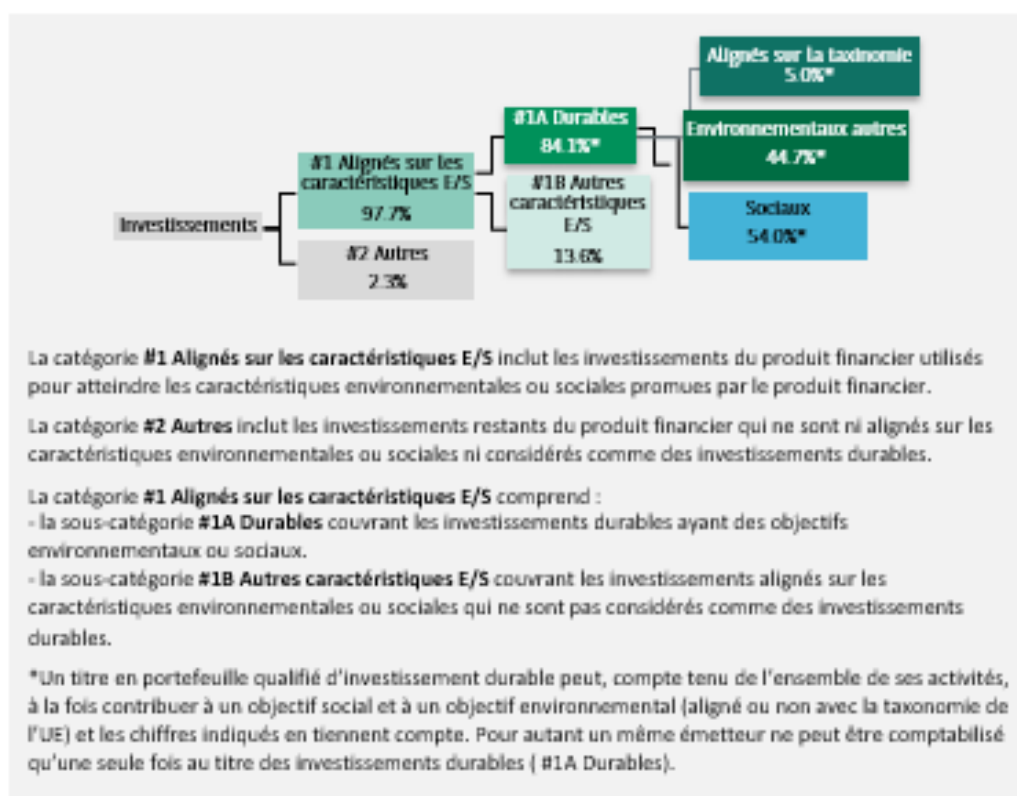 Alignés sur la taxinomie
5.0%*
#1A Durables
84.1%*
Environnementaux autres
44.7%*
#1 Alignés sur les
caractéristiques E/S
97.7%
#1B Autres
caractéristiques
E/S
13.6%
Sociaux
54.0%*
Investissements
#2 Autres
2.3%
La catégorie #1 Alignés sur les caractéristiques E/S inclut les investissements du produit financier utilisés
pour atteindre les caractéristiques environnementales ou sociales promues par le produit financier.
La catégorie #2 Autres inclut les investissements restants du produit financier qui ne sont ni alignés sur les
caractéristiques environnementales ou sociales ni considérés comme des investissements durables.
La catégorie #1 Alignés sur les caractéristiques E/S comprend :
- la sous-catégorie #1A Durables couvrant les investissements durables ayant des objectifs
environnementaux ou sociaux.
- la sous-catégorie #1B Autres caractéristiques E/S couvrant les investissements alignés sur les
caractéristiques environnementales ou sociales qui ne sont pas considérés comme des investissements
durables.
*Un titre en portefeuille qualifié d'investissement durable peut, compte tenu de l'ensemble de ses activités,
à la fois contribuer à un objectif social et à un objectif environnemental (aligné ou non avec la taxonomie de
l'UE) et les chiffres indiqués en tiennent compte. Pour autant un même émetteur ne peut être comptabilisé
qu'une seule fois au titre des investissements durables ( #1A Durables).